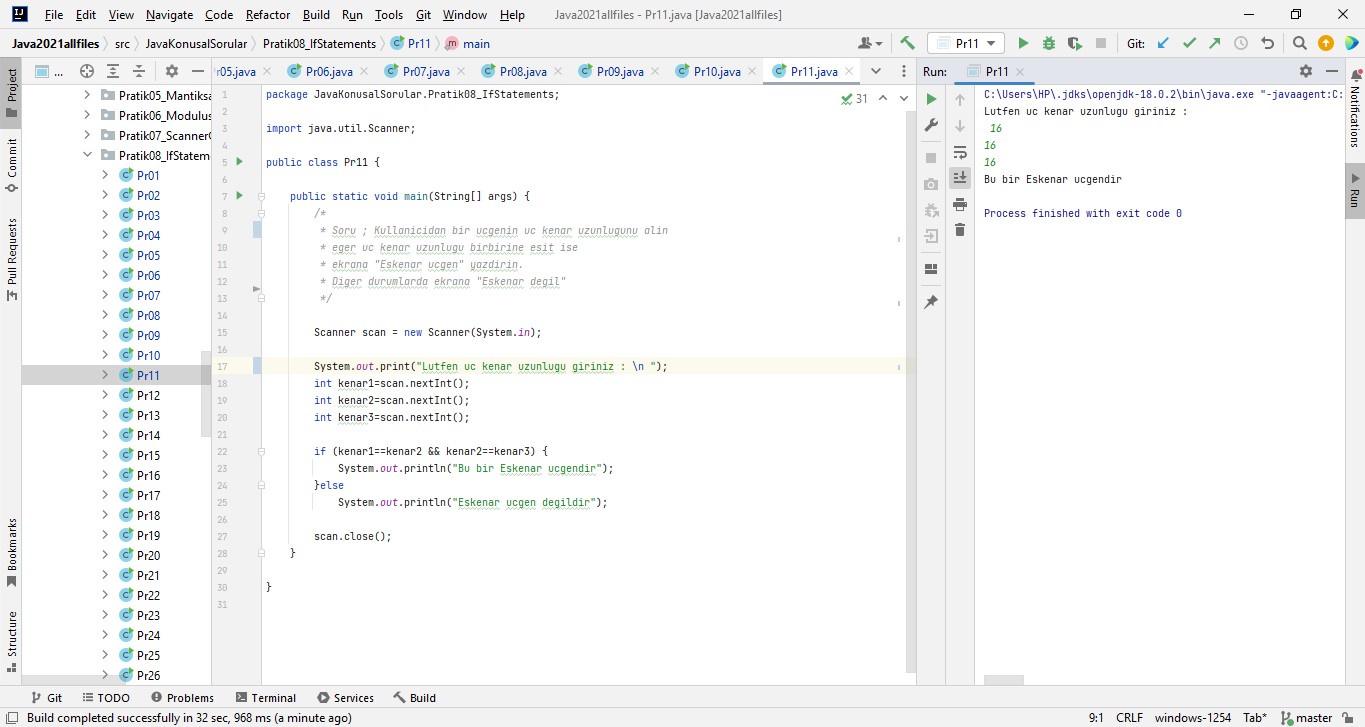 File Edit View Navigate Code Refactor Build Run Tools Git Window Help Java2021allfiles - Pr11.java [Java2021allfiles]
Java2021allfiles src JavaKonusalSorular Pratik08_IfStatements Pr11 main Pr11 Git:
... r05.java Pr06.java Pr07.java Pr08.java Pr09.java Pr10.java Pr11.java Run: Pr11
Project
Commit
Pull Requests
Bookmarks
Structure
Pratik05_Mantiksa
Pratik06_Modulus
Pratik07_Scanner
Pratik08_IfStatem
Pr01
Pr02
Pr03
Pr04
Pr05
Pr06
Pr07
Pr08
Pr09
Pr10
Pr11
Pr12
Pr13
Pr14
Pr15
Pr16
Pr17
Pr18
Pr19
Pr20
Pr21
Pr22
Pr23
Pr24
Pr25
Pr26
31
1 package JavaKonusalSorular.Pratik08_IfStatements;
2
3 import java.util.Scanner;
4
5 public class Pr11 {
6
7 public static void main(String[] args) {
8 /*
9 * Soru ; Kullanicidan bir ucgenin uc kenar uzunlugunu alin
10 * eger uc kenar uzunlugu birbirine esit ise
11 * ekrana "Eskenar ucgen" yazdirin.
12 * Diger durumlarda ekrana "Eskenar degil"
13 */
14
15 Scanner scan = new Scanner(System.in);
16
17 System.out.print("Lutfen uc kenar uzunlugu giriniz : \n ");
18 int kenar1=scan.nextInt();
19 int kenar2=scan.nextInt();
20 int kenar3=scan.nextInt();
21
22 if (kenar1==kenar2 && kenar2==kenar3) {
23 System.out.println("Bu bir Eskenar ucgendir");
24 }else
25 System.out.println("Eskenar ucgen degildir");
26
27 scan.close();
28 }
29
30 }
31
C:\Users\HP\.jdks\openjdk-18.0.2\bin\java.exe "-javaagent:C:
Lutfen uc kenar uzunlugu giriniz :
16
16
16
Bu bir Eskenar ucgendir
Process finished with exit code 0
Notifications
Run
Git TODO Problems Terminal Services Build
Build completed successfully in 32 sec, 968 ms (a minute ago) 9:1 CRLF windows-1254 Tab* master